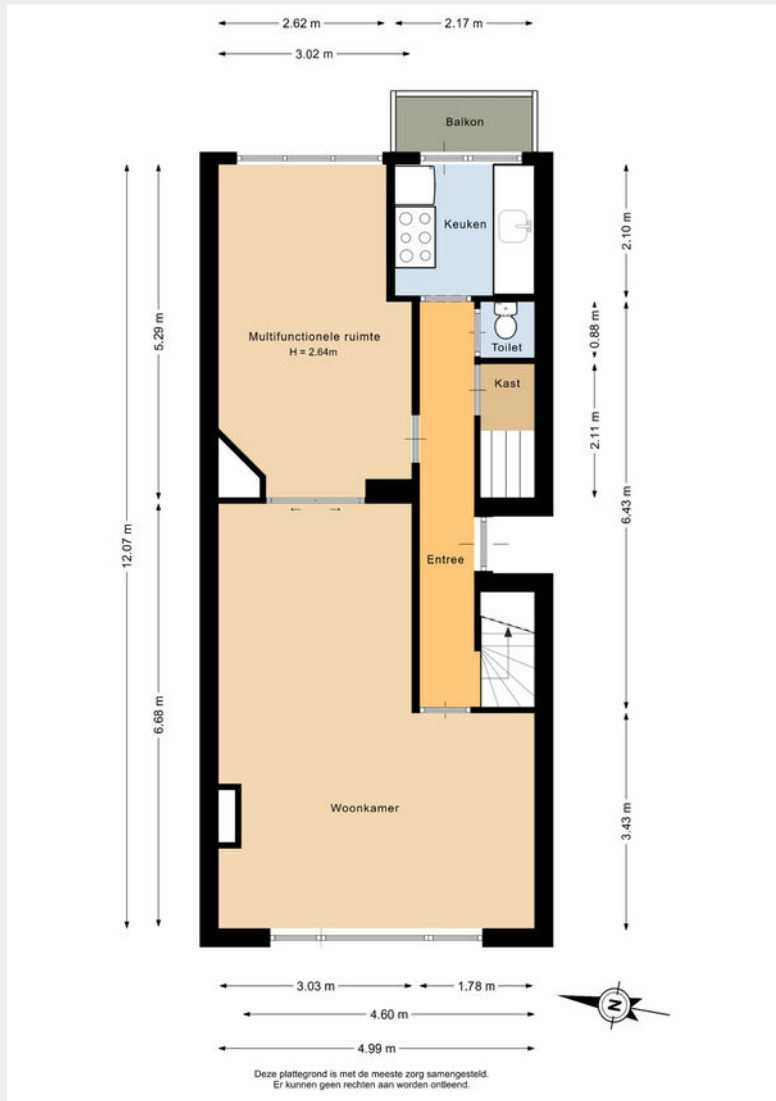 2.62 m
2.17 m
3.02 m
Balkon
Keuken
2.10 m
5.29 m
Multifunctionele ruimte
H = 2.64m
0.88 m
Toilet
Kast
2.11 m
12.07 m
6.43 m
Entree
6.68 m
Woonkamer
3.43 m
3.03 m
1.78 m
4.60 m
4.99 m
N
Deze plattegrond is met de meeste zorg samengesteld.
Er kunnen geen rechten aan worden ontleend.